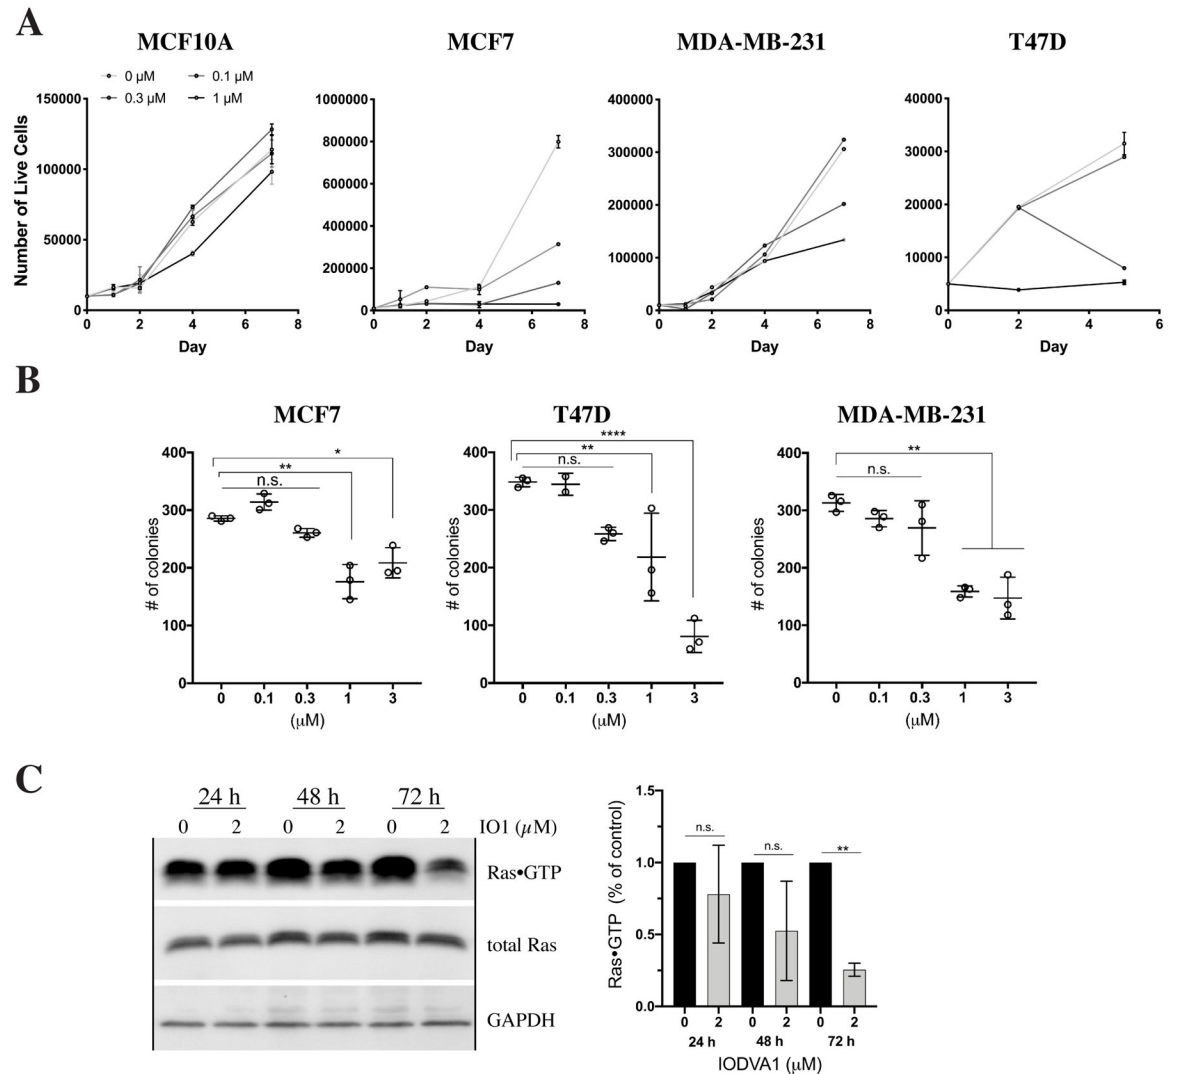 A
MCF10A
MCF7
MDA-MB-231
T47D
0 µM
0.1 µM
0.3 µM
1 µM
Number of Live Cells
150000
100000
50000
0
0 2 4 6 8
Day
1000000
800000
600000
400000
200000
0
0 2 4 6 8
Day
400000
300000
200000
100000
0
0 2 4 6 8
Day
40000
30000
20000
10000
0
0 2 4 6
Day
B
MCF7
# of colonies
400
300
200
100
0
*
**
n.s.
0 0.1 0.3 1 3
(µM)
T47D
# of colonies
400
300
200
100
0
****
**
n.s.
0 0.1 0.3 1 3
(µM)
MDA-MB-231
# of colonies
400
300
200
100
0
**
n.s.
0 0.1 0.3 1 3
(µM)
C
24 h 48 h 72 h
0 2 0 2 0 2 IO1 (µM)
Ras•GTP
total Ras
GAPDH
Ras•GTP (% of control)
1.5
1.0
0.5
0.0
n.s.
n.s.
**
0 2 0 2 0 2
24 h 48 h 72 h
IODVA1 (µM)